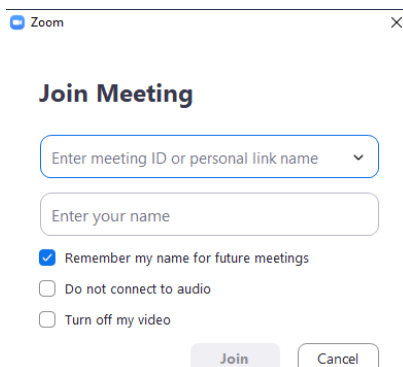 Zoom
Join Meeting
Enter meeting ID or personal link name
Enter your name
Remember my name for future meetings
Do not connect to audio
Turn off my video
Join Cancel